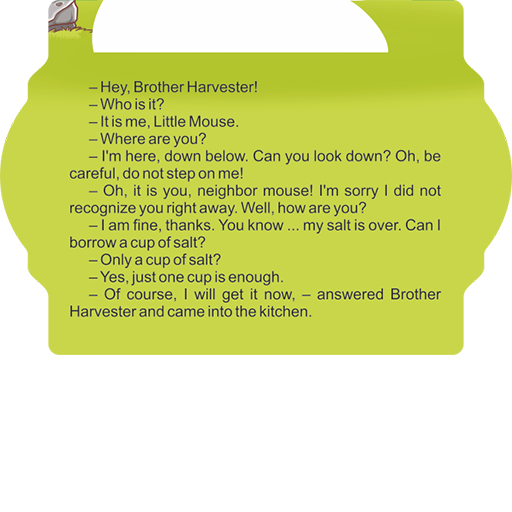 – Hey, Brother Harvester!
– Who is it?
– It is me, Little Mouse.
– Where are you?
– I'm here, down below. Can you look down? Oh, be
careful, do not step on me!
– Oh, it is you, neighbor mouse! I'm sorry I did not
recognize you right away. Well, how are you?
– I am fine, thanks. You know ... my salt is over. Can I
borrow a cup of salt?
– Only a cup of salt?
– Yes, just one cup is enough.
– Of course, I will get it now, – answered Brother
Harvester and came into the kitchen.